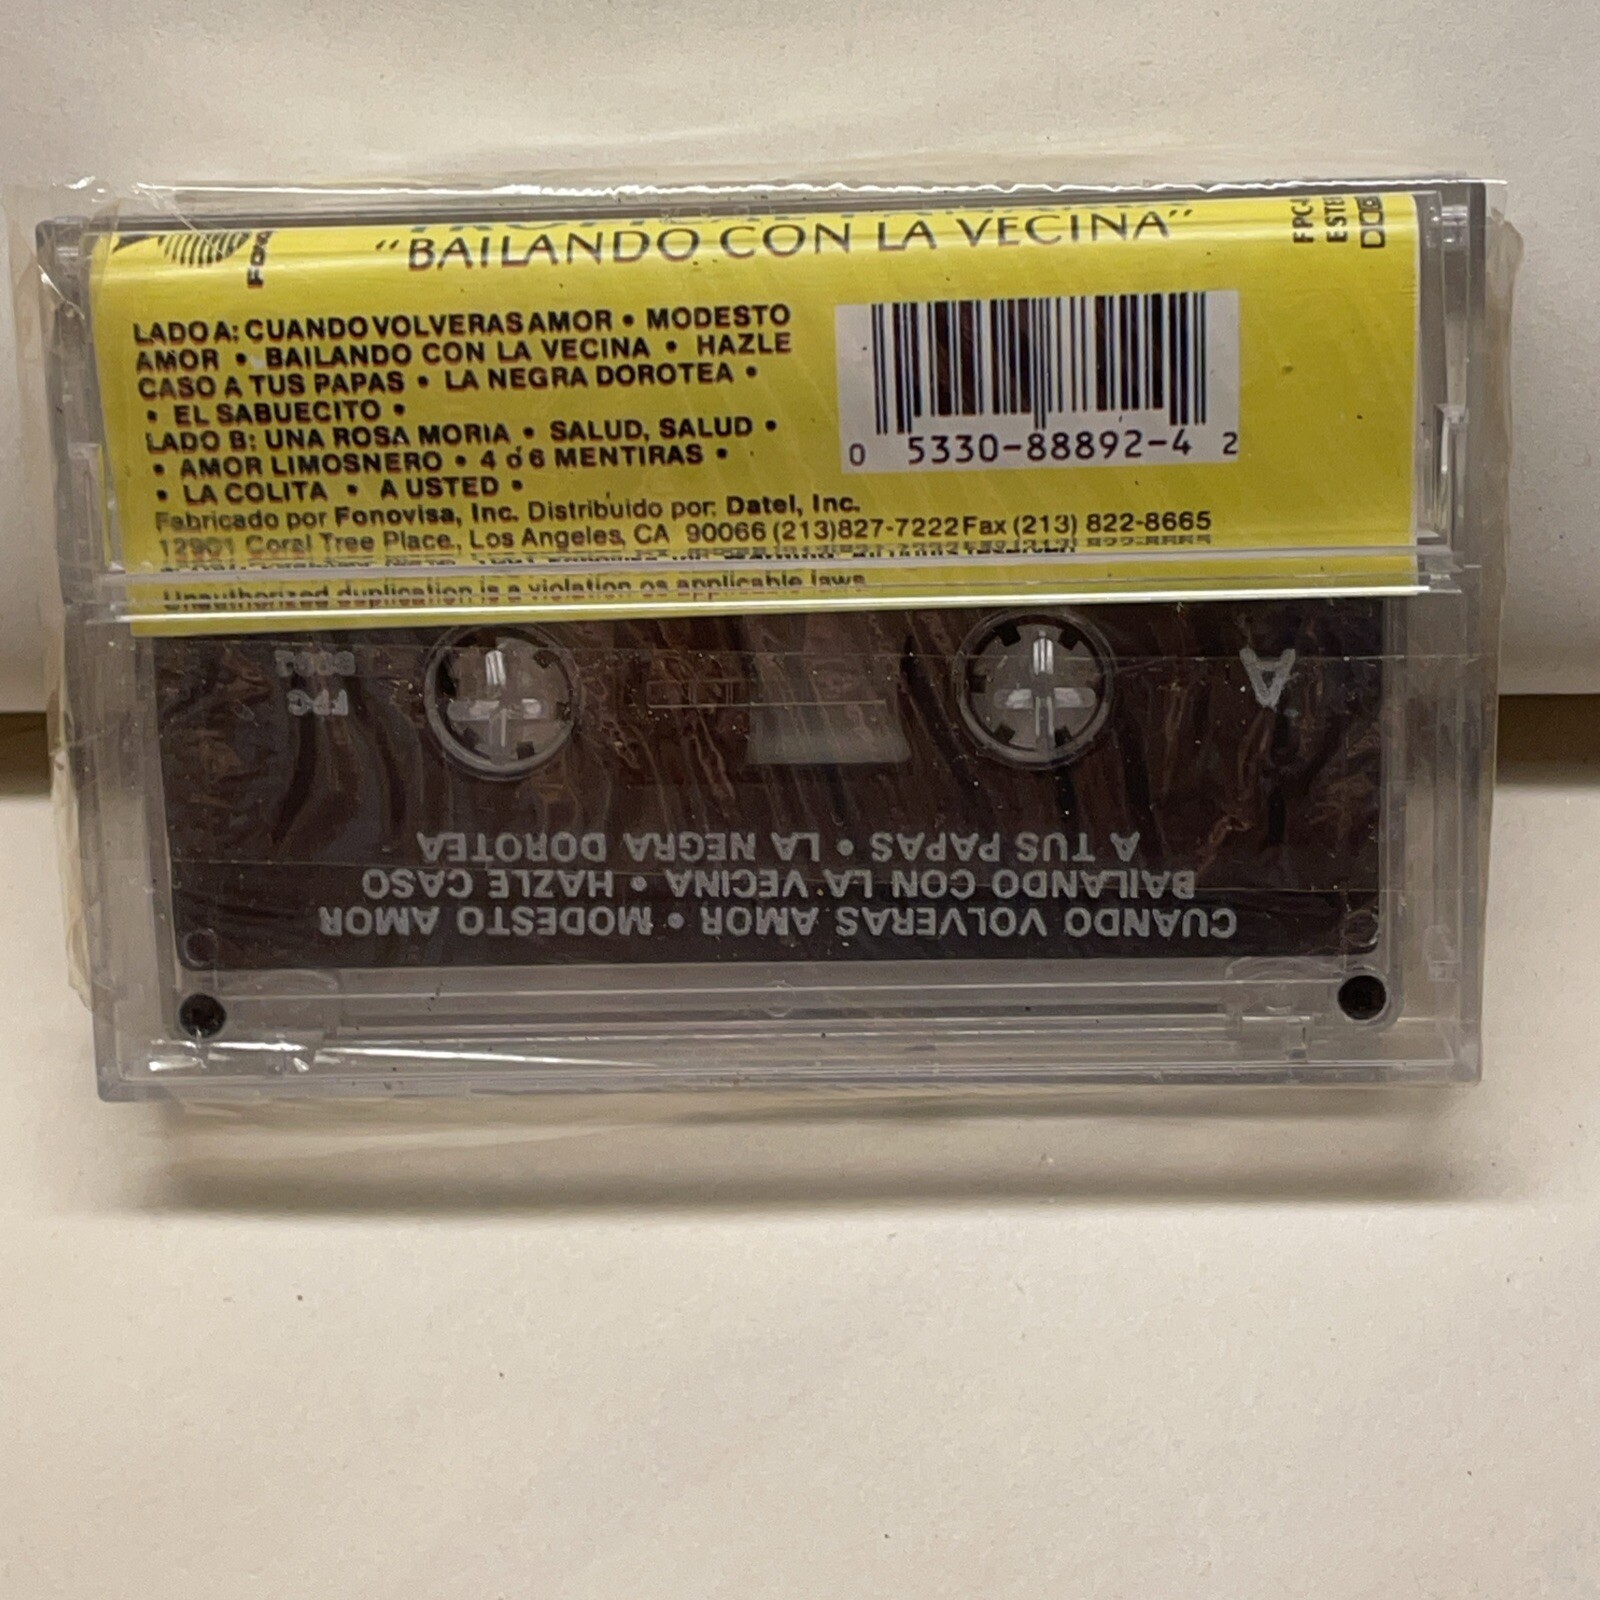 "BAILANDO CON LA VECINA"
LADO A: CUANDO VOLVERAS AMOR • MODESTO
AMOR • BAILANDO CON LA VECINA • HAZLE
CASO A TUS PAPAS • LA NEGRA DOROTEA •
• EL SABUECITO •
LADO B: UNA ROSA MORIA • SALUD, SALUD •
• AMOR LIMOSNERO • 4 ó 6 MENTIRAS •
• LA COLITA • A USTED •
Fabricado por Fonovisa, Inc. Distribuido por: Datel, Inc.
12901 Coral Tree Place., Los Angeles, CA 90066 (213)827-7222 Fax (213) 822-8665
Unauthorized duplication is a violation os applicable laws
0 5330-88892-4 2
FPC-
A
FPC
CUANDO VOLVERAS AMOR • MODESTO AMOR
BAILANDO CON LA VECINA • HAZLE CASO
A TUS PAPAS • LA NEGRA DOROTEA